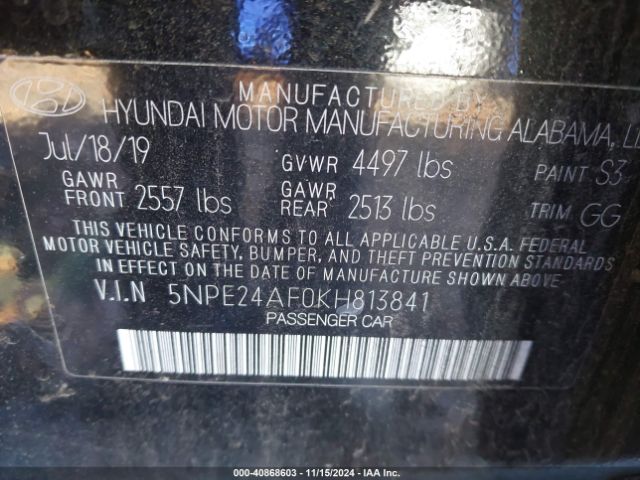 MANUFACTURED BY
HYUNDAI MOTOR MANUFACTURING ALABAMA,
Jul/18/19 GVWR 4497 lbs PAINT S3
GAWR FRONT 2557 lbs GAWR REAR 2513 lbs TRIM GG
THIS VEHICLE CONFORMS TO ALL APPLICABLE U.S.A. FEDERAL
MOTOR VEHICLE SAFETY, BUMPER, AND THEFT PREVENTION STANDARDS
IN EFFECT ON THE DATE OF MANUFACTURE SHOWN ABOVE
V.I.N 5NPE24AF0KH813841
PASSENGER CAR
000-40868603 - 11/15/2024 - IAA Inc.